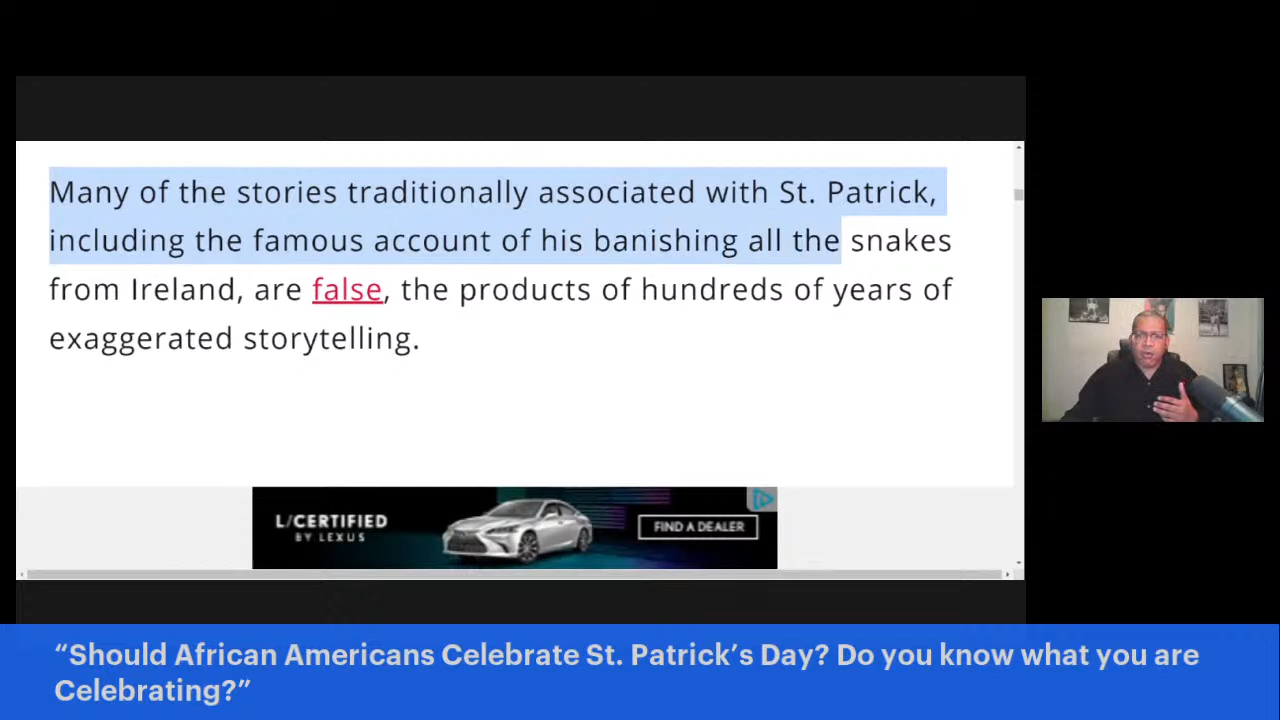 Many of the stories traditionally associated with St. Patrick,
including the famous account of his banishing all the snakes
from Ireland, are false, the products of hundreds of years of
exaggerated storytelling.
L/CERTIFIED
BY LEXUS
FIND A DEALER
“Should African Americans Celebrate St. Patrick’s Day? Do you know what you are
Celebrating?”